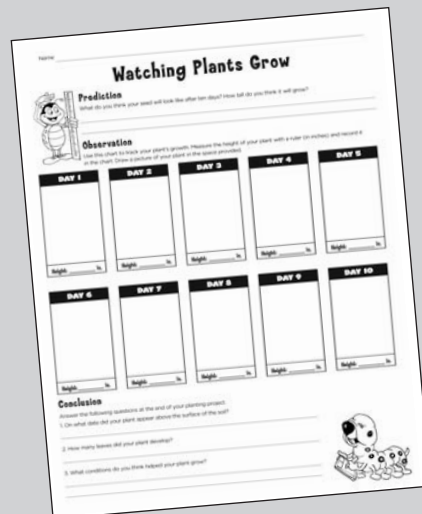 Name
Watching Plants Grow
Prediction
What do you think your seed will look like after ten days? How tall do you think it will grow?
Observation
Use this chart to track your plant's growth. Measure the height of your plant with a ruler (in inches) and record it
in the chart. Draw a picture of your plant in the space provided.
DAY 1 DAY 2 DAY 3 DAY 4 DAY 5
Height: in. Height: in. Height: in. Height: in. Height: in.
DAY 6 DAY 7 DAY 8 DAY 9 DAY 10
Height: in. Height: in. Height: in. Height: in. Height: in.
Conclusion
Answer the following questions at the end of your planting project.
1. On what date did your plant appear above the surface of the soil?
2. How many leaves did your plant develop?
3. What conditions do you think helped your plant grow?